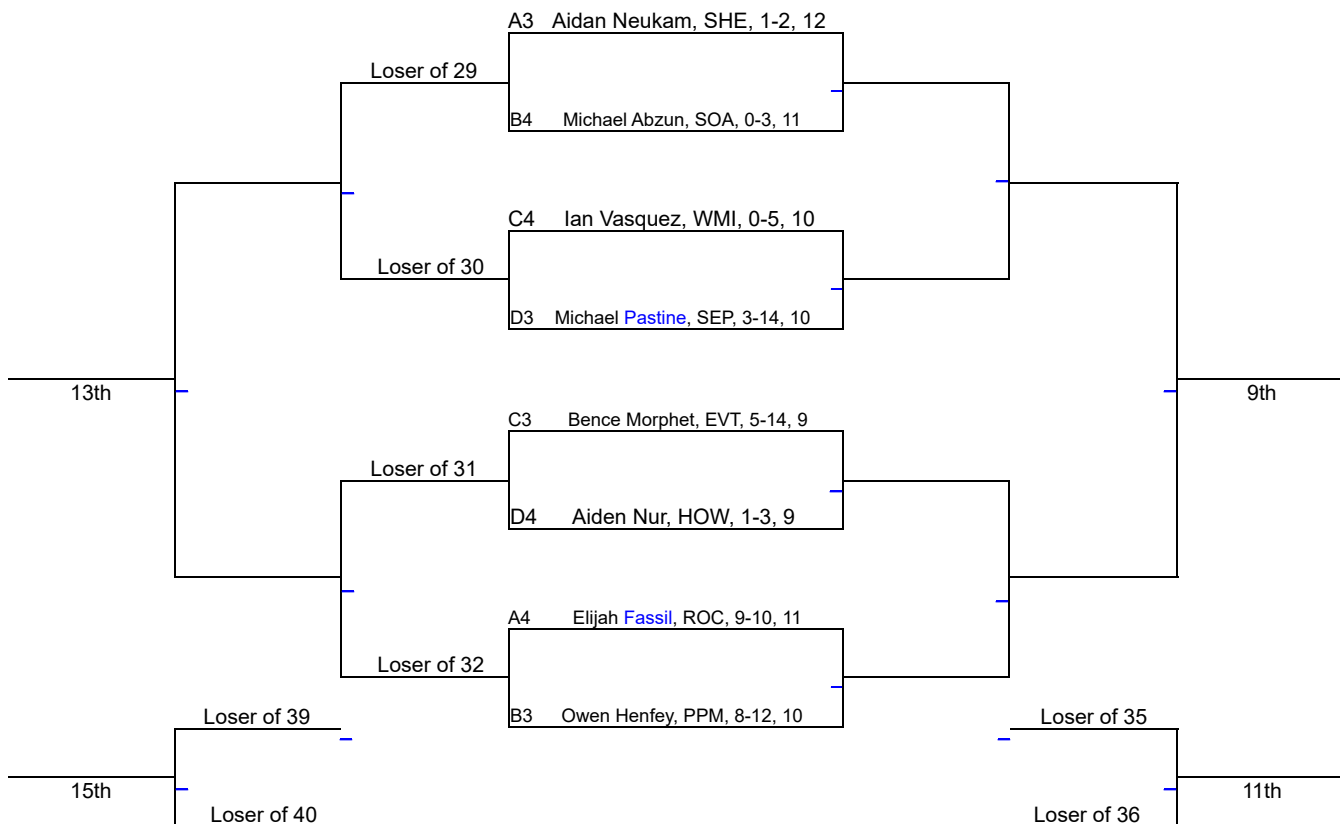 A3 Aidan Neukam, SHE, 1-2, 12
Loser of 29
B4 Michael Abzun, SOA, 0-3, 11
C4 Ian Vasquez, WMI, 0-5, 10
Loser of 30
D3 Michael Pastine, SEP, 3-14, 10
13th
9th
C3 Bence Morphet, EVT, 5-14, 9
Loser of 31
D4 Aiden Nur, HOW, 1-3, 9
A4 Elijah Fassil, ROC, 9-10, 11
Loser of 32
B3 Owen Henfey, PPM, 8-12, 10
Loser of 39
Loser of 35
15th
11th
Loser of 40
Loser of 36